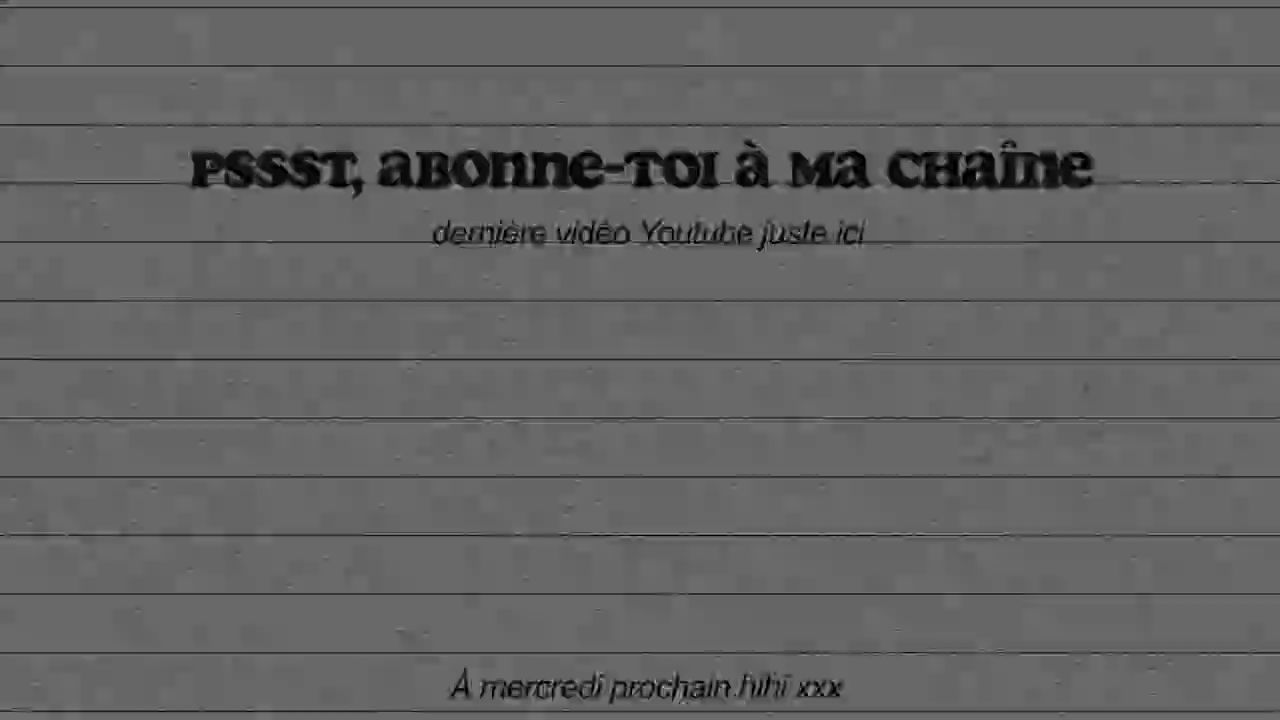 PSSST, ABONNE-TOI À MA CHAÎNE
dernière vidéo Youtube juste ici
À mercredi prochain hihi xxx